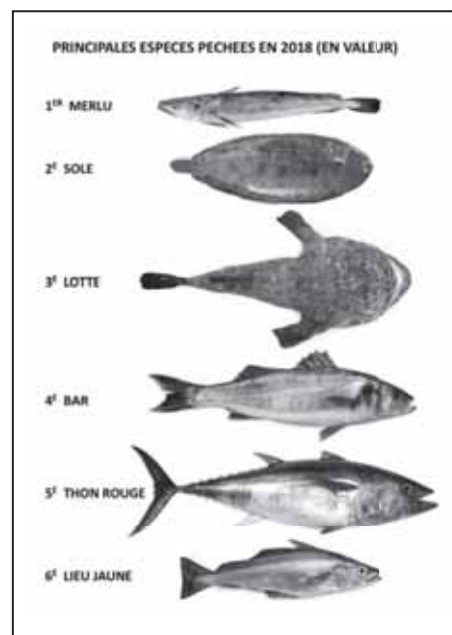 PRINCIPALES ESPECES PECHEES EN 2018 (EN VALEUR)
1ER MERLU
2E SOLE
3E LOTTE
4E BAR
5E THON ROUGE
6E LIEU JAUNE